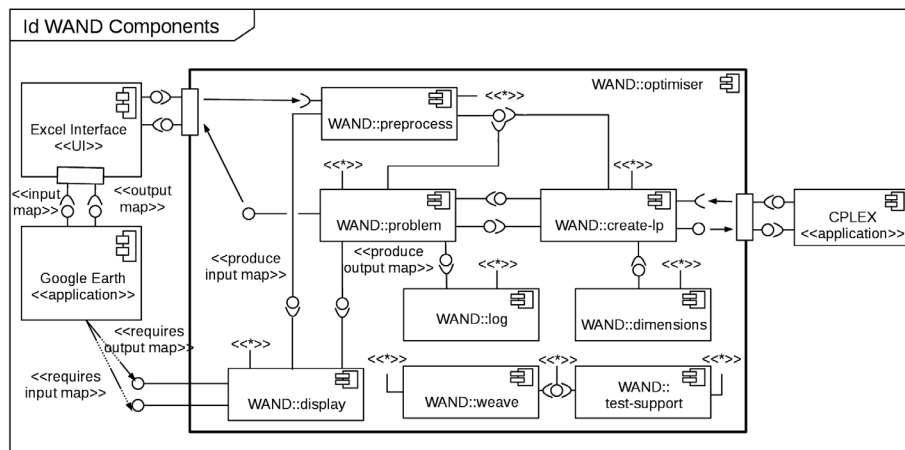 Id WAND Components
WAND::optimiser
Excel Interface
<<UI>>
WAND::preprocess
<<*>>
<<*>>
<<*>>
<<input
map>>
<<output
map>>
WAND::problem
WAND::create-lp
CPLEX
<<application>>
Google Earth
<<application>>
<<produce
input map>>
<<produce
output map>>
<<*>>
<<*>>
WAND::log
WAND::dimensions
<<requires
output map>>
<<*>>
<<*>>
<<*>>
<<*>>
<<requires
input map>>
WAND::display
WAND::weave
WAND::
test-support